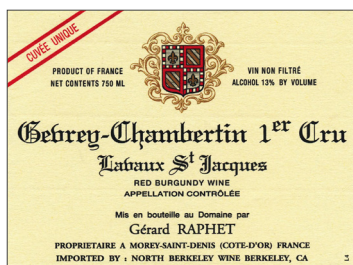 CUVÉE UNIQUE
PRODUCT OF FRANCE
NET CONTENTS 750 ML
VIN NON FILTRÉ
ALCOHOL 13% BY VOLUME
Gevrey-Chambertin 1er Cru
Lavaux St Jacques
RED BURGUNDY WINE
APPELLATION CONTRÔLÉE
Mis en bouteille au Domaine par
Gérard RAPHET
PROPRIETAIRE A MOREY-SAINT-DENIS (COTE-D'OR) FRANCE
IMPORTED BY : NORTH BERKELEY WINE BERKELEY, CA